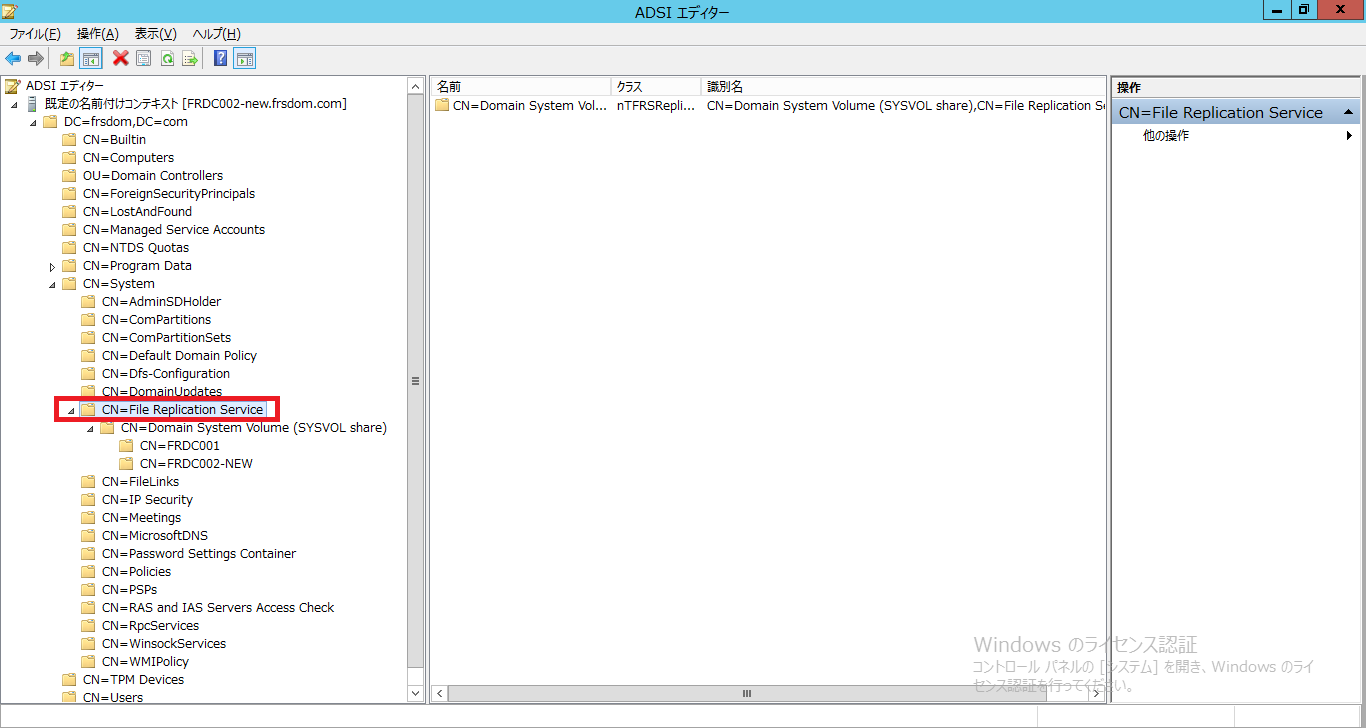 ADSI エディター
ファイル(F) 操作(A) 表示(V) ヘルプ(H)
ADSI エディター
既定の名前付けコンテキスト [FRDC002-new.frsdom.com]
DC=frsdom,DC=com
CN=Builtin
CN=Computers
OU=Domain Controllers
CN=ForeignSecurityPrincipals
CN=LostAndFound
CN=Managed Service Accounts
CN=NTDS Quotas
CN=Program Data
CN=System
CN=AdminSDHolder
CN=ComPartitions
CN=ComPartitionSets
CN=Default Domain Policy
CN=Dfs-Configuration
CN=DomainUpdates
CN=File Replication Service
CN=Domain System Volume (SYSVOL share)
CN=FRDC001
CN=FRDC002-NEW
CN=FileLinks
CN=IP Security
CN=Meetings
CN=MicrosoftDNS
CN=Password Settings Container
CN=Policies
CN=PSPs
CN=RAS and IAS Servers Access Check
CN=RpcServices
CN=WinsockServices
CN=WMIPolicy
CN=TPM Devices
CN=Users
名前 クラス 識別名
CN=Domain System Vol... nTFRSRepli... CN=Domain System Volume (SYSVOL share),CN=File Replication Se
操作
CN=File Replication Service
他の操作
Windows のライセンス認証
コントロール パネルの [システム] を開き、Windows のライ
センス認証を行ってください。